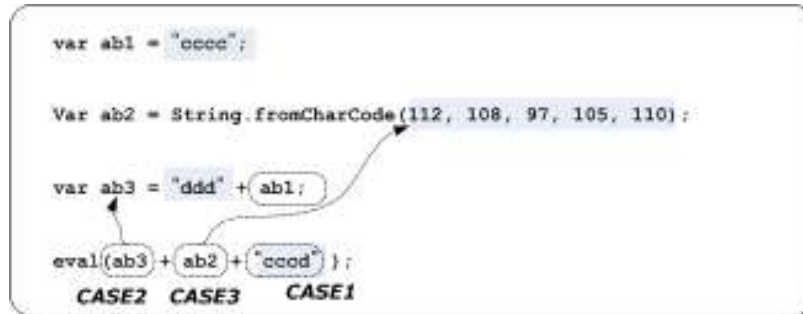 var ab1 = "cccc";
Var ab2 = String.fromCharCode(112, 108, 97, 105, 110);
var ab3 = "ddd" + ab1;
eval(ab3 + ab2 + "cccd" );
CASE2 CASE3 CASE1